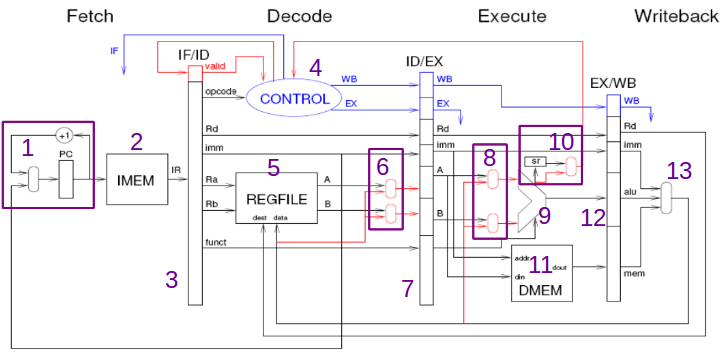 Fetch Decode Execute Writeback
IF
IF/ID
valid
4
ID/EX
EX/WB
opcode
CONTROL
WB
EX
WB
EX
WB
1
+1
PC
2
IMEM
IR
Rd
imm
Rd
imm
10
sr
Rd
imm
5
Ra
Rb
REGFILE
A
B
dest data
6
A
B
8
9
alu
12
13
3
funct
7
addr
din
11
dout
DMEM
mem